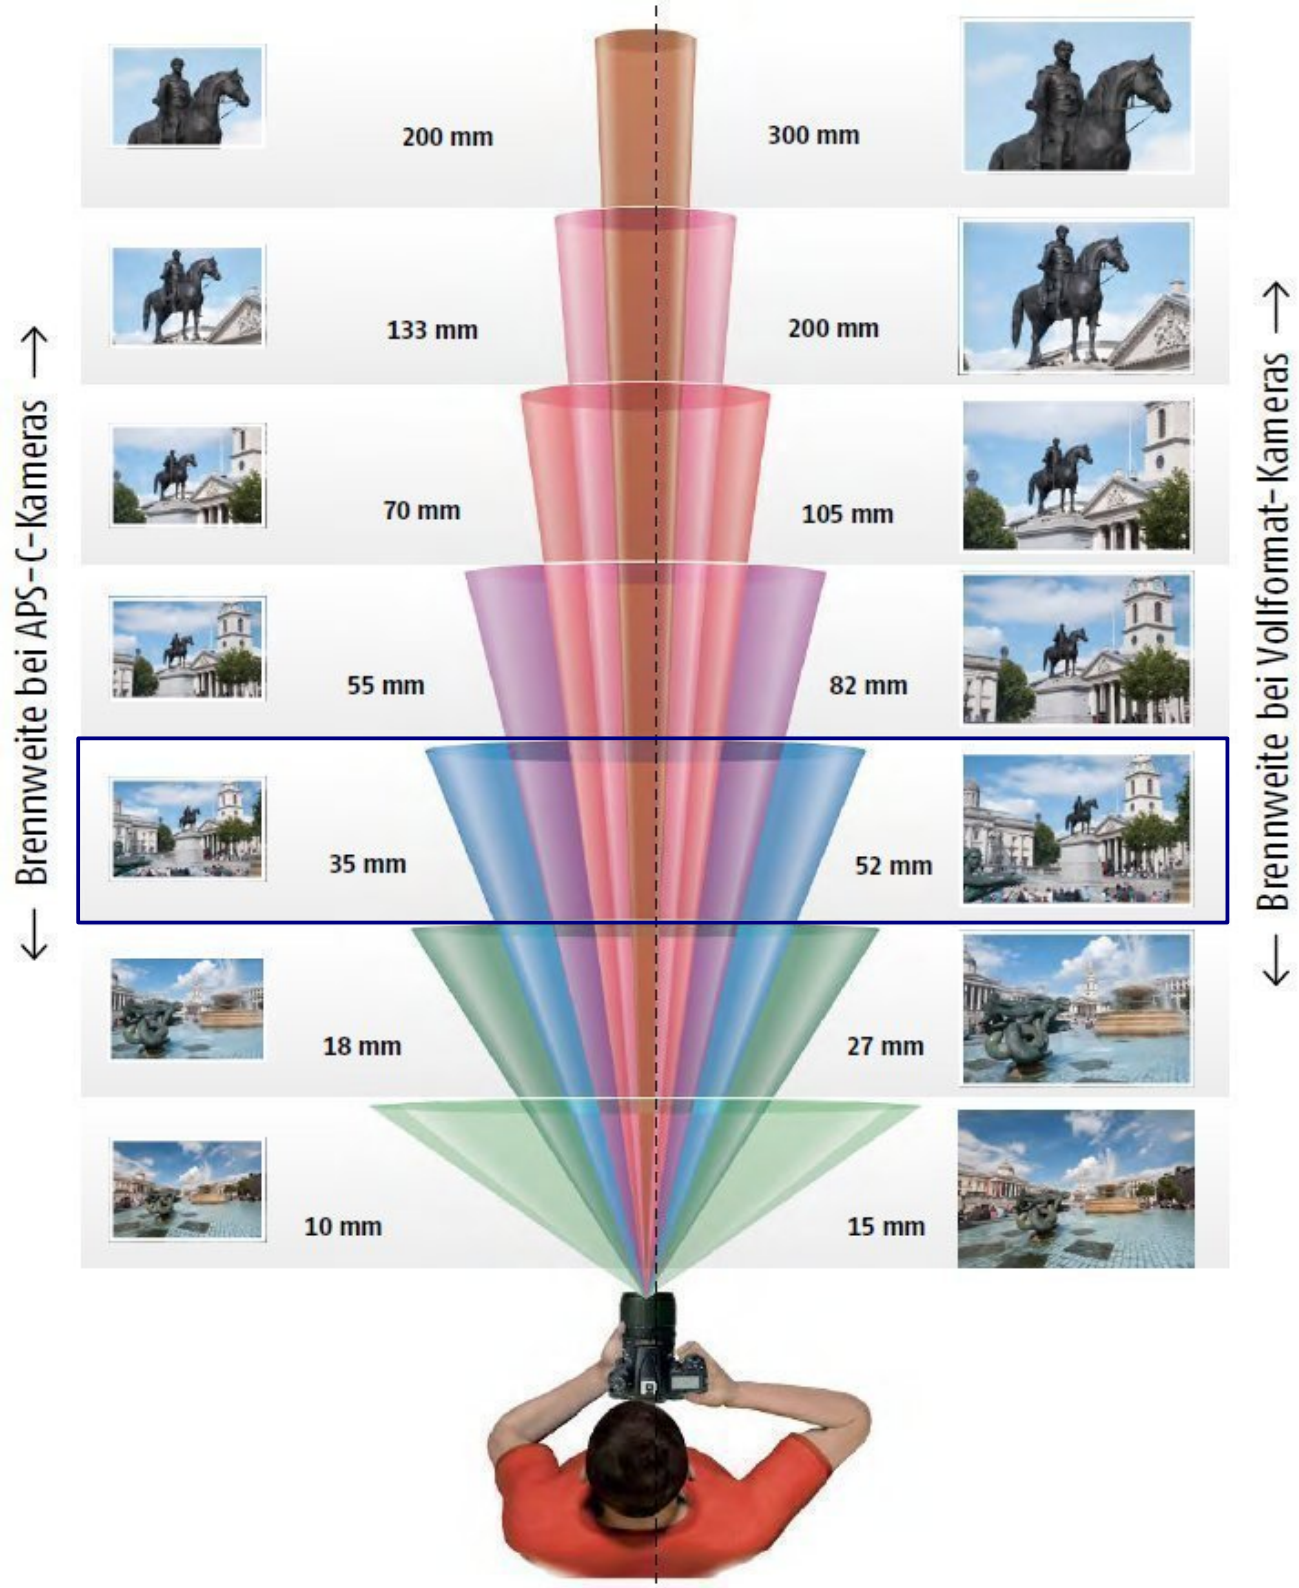 200 mm
300 mm
133 mm
200 mm
70 mm
105 mm
55 mm
82 mm
35 mm
52 mm
18 mm
27 mm
10 mm
15 mm
← Brennweite bei APS-C-Kameras →
← Brennweite bei Vollformat-Kameras →